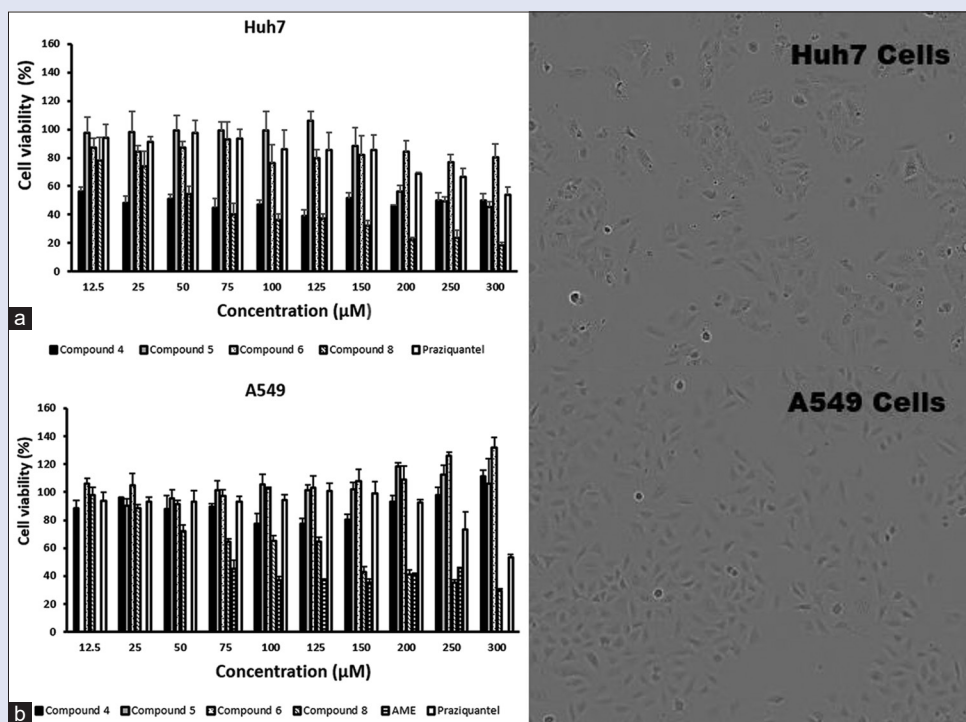 Huh7
160
140
120
100
80
60
40
20
0
Cell viability (%)
12.5 25 50 75 100 125 150 200 250 300
Concentration (µM)
a
Compound 4 Compound 5 Compound 6 Compound 8 Praziquantel
A549
160
140
120
100
80
60
40
20
0
Cell viability (%)
12.5 25 50 75 100 125 150 200 250 300
Concentration (µM)
b
Compound 4 Compound 5 Compound 6 Compound 8 AME Praziquantel
Huh7 Cells
A549 Cells